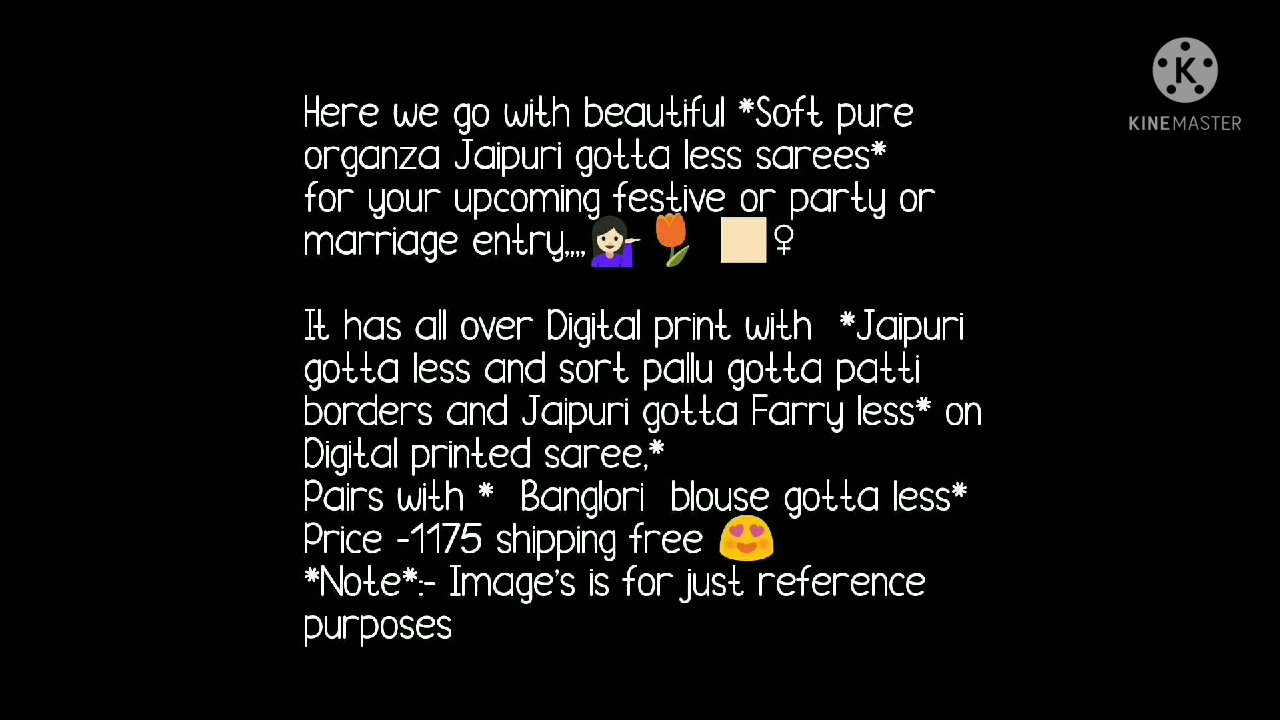 Here we go with beautiful *Soft pure
organza Jaipuri gotta less sarees*
for your upcoming festive or party or
marriage entry,,,,💁🏻🌷 🏻♀
It has all over Digital print with *Jaipuri
gotta less and sort pallu gotta patti
borders and Jaipuri gotta Farry less* on
Digital printed saree,*
Pairs with * Banglori blouse gotta less*
Price -1175 shipping free 😍
*Note*:- Image's is for just reference
purposes
K
KINEMASTER